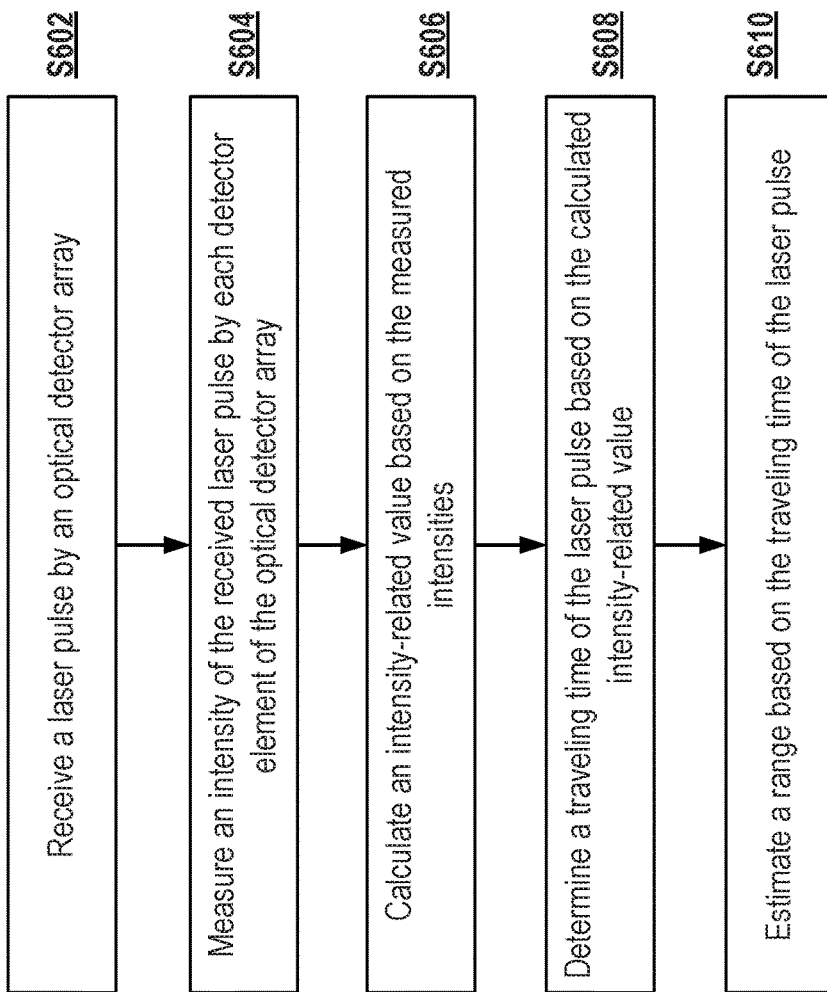 Receive a laser pulse by an optical detector array
S602
Measure an intensity of the received laser pulse by each detector
element of the optical detector array
S604
Calculate an intensity-related value based on the measured
intensities
S606
Determine a traveling time of the laser pulse based on the calculated
intensity-related value
S608
Estimate a range based on the traveling time of the laser pulse
S610